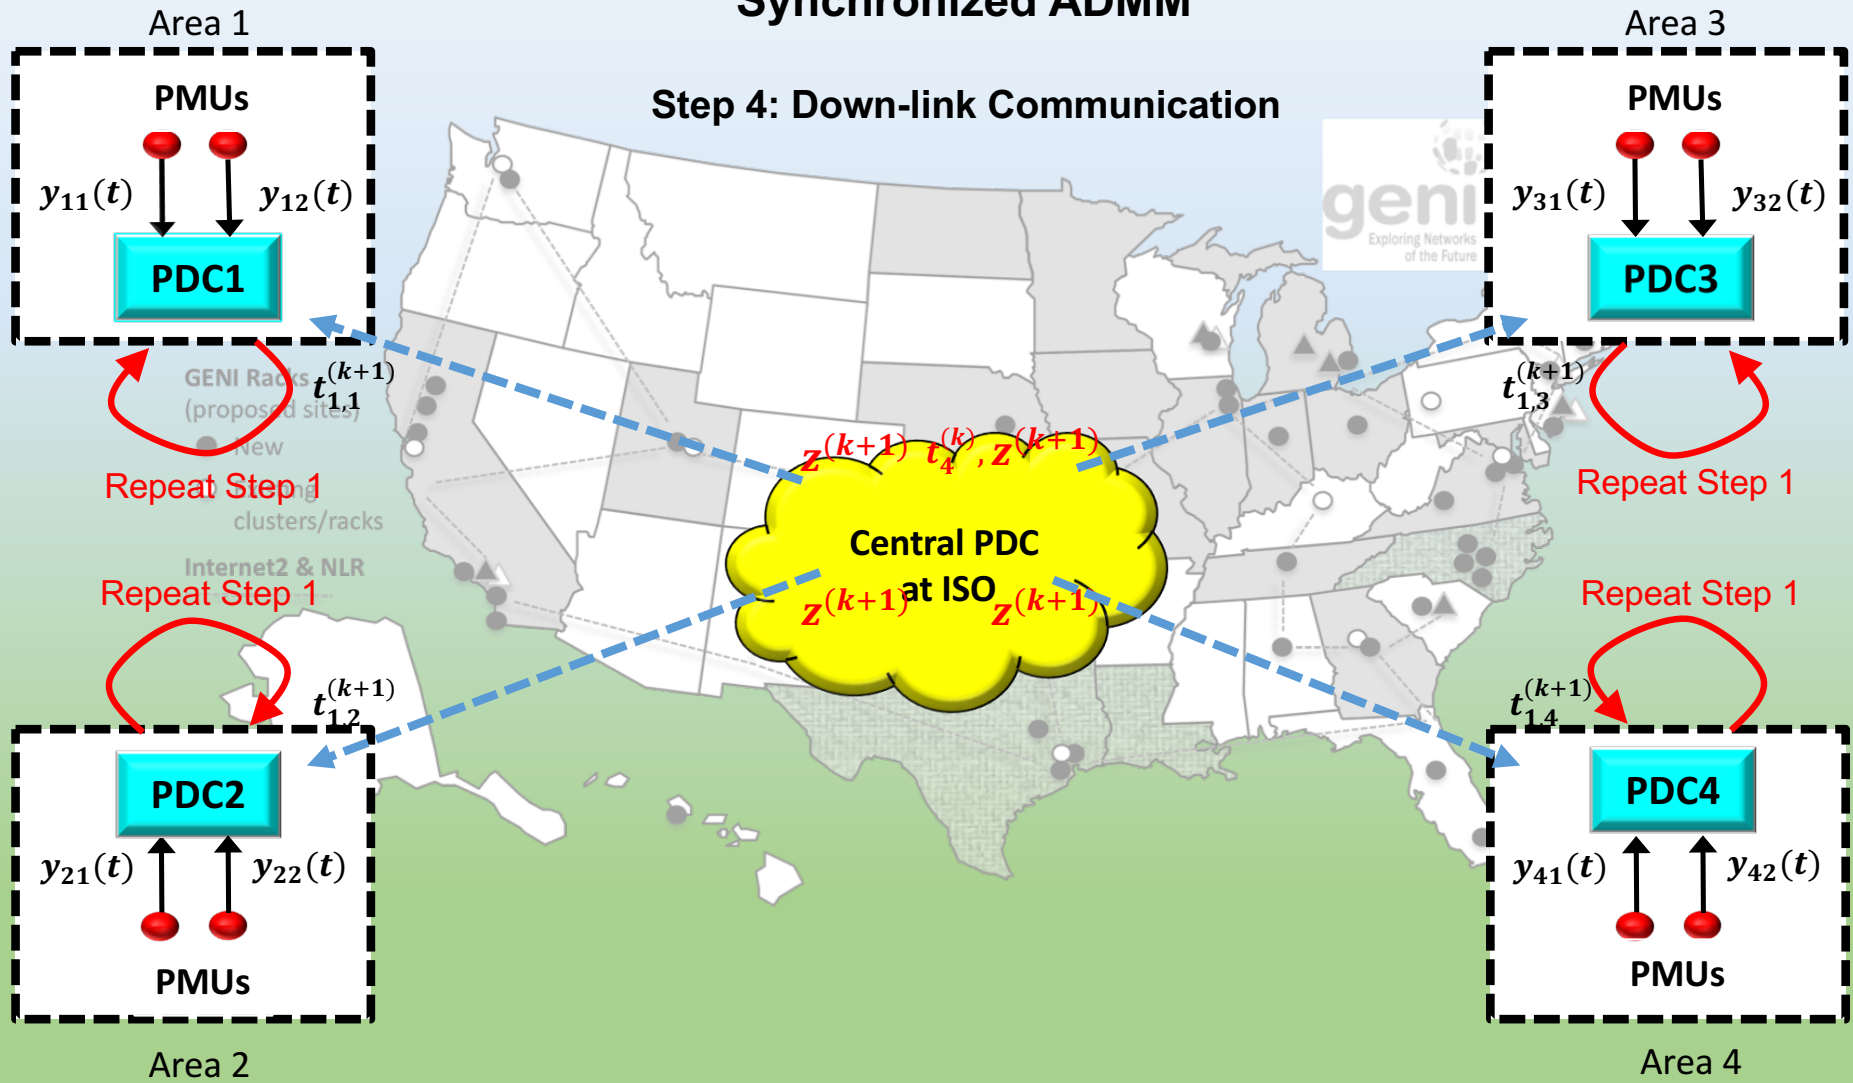 Synchronized ADMM
Step 4: Down-link Communication
Area 1
PMUs
y₁₁(t)
y₁₂(t)
PDC1
t₁,₁^(k+1)
Repeat Step 1
Area 3
PMUs
y₃₁(t)
y₃₂(t)
PDC3
t₁,₃^(k+1)
Repeat Step 1
geni
Exploring Networks
of the Future
GENI Racks
(proposed sites)
New
clusters/racks
Internet2 & NLR
z^(k+1)
t₄^(k), z^(k+1)
Central PDC
at ISO
z^(k+1)
z^(k+1)
Repeat Step 1
t₁,₂^(k+1)
PDC2
y₂₁(t)
y₂₂(t)
PMUs
Area 2
Repeat Step 1
t₁,₄^(k+1)
PDC4
y₄₁(t)
y₄₂(t)
PMUs
Area 4